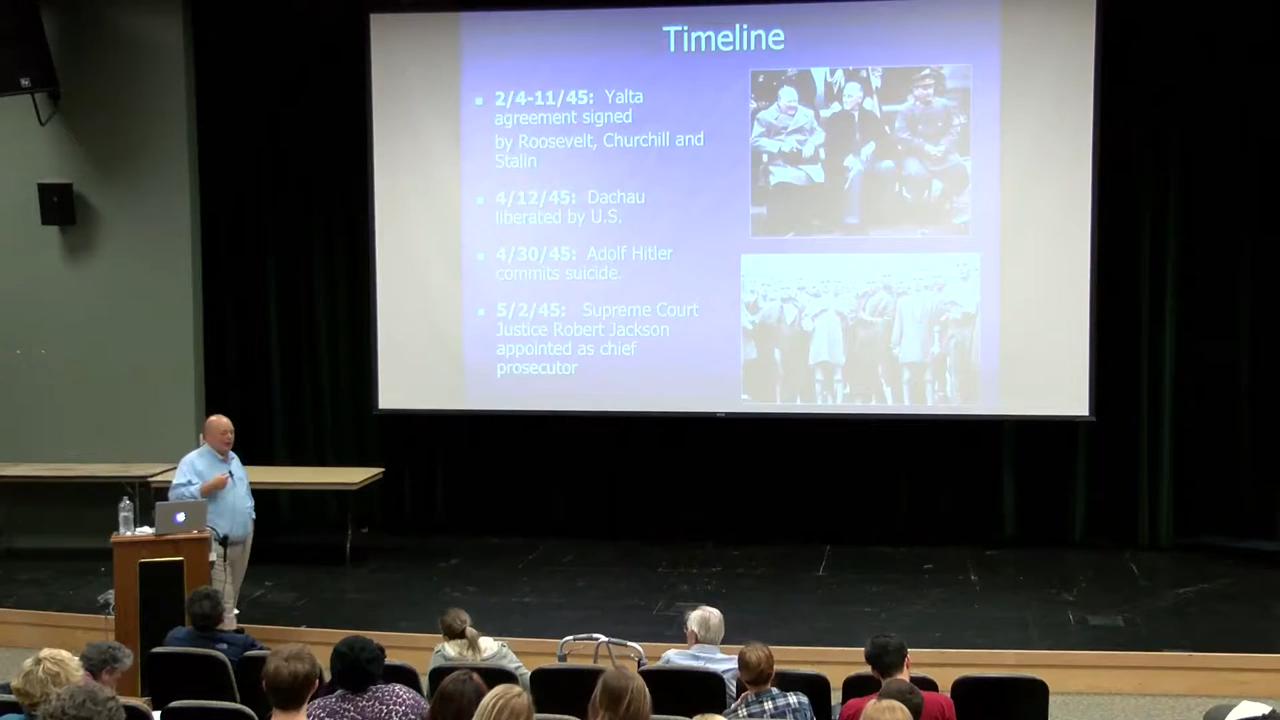 Timeline
2/4-11/45: Yalta
agreement signed
by Roosevelt, Churchill and
Stalin
4/12/45: Dachau
liberated by U.S.
4/30/45: Adolf Hitler
commits suicide.
5/2/45: Supreme Court
Justice Robert Jackson
appointed as chief
prosecutor